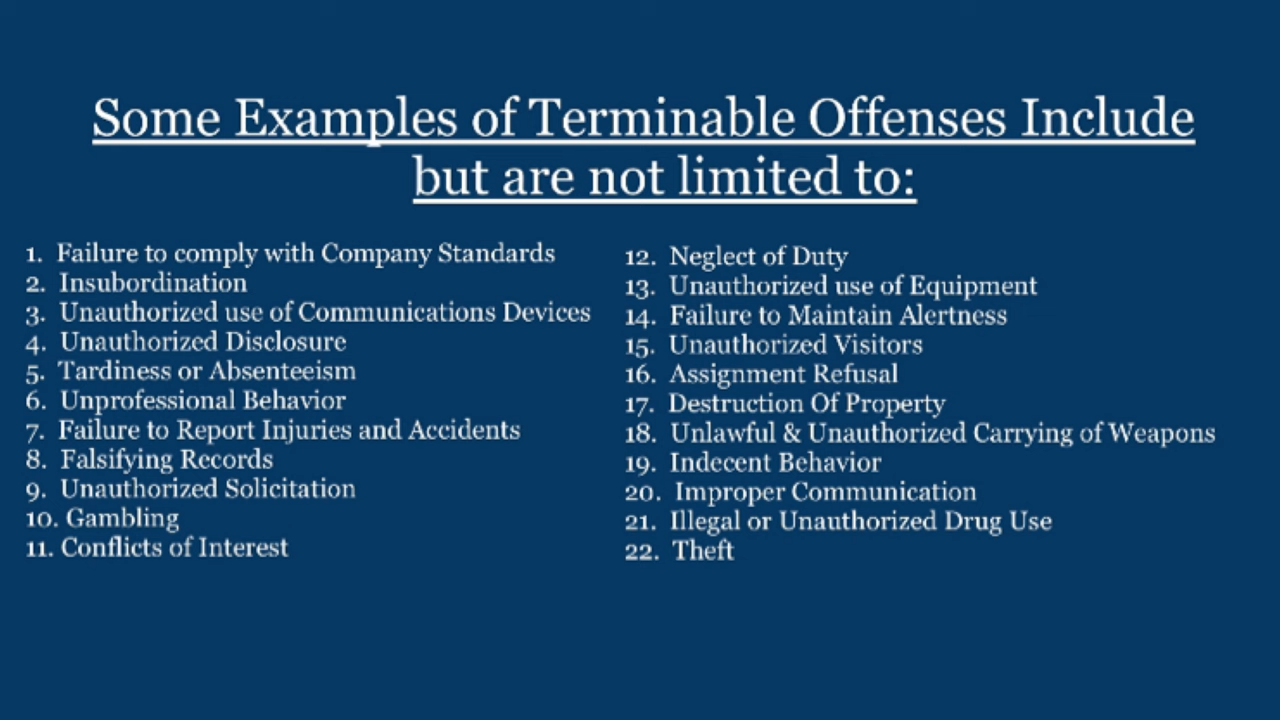 Some Examples of Terminable Offenses Include
but are not limited to:
1. Failure to comply with Company Standards
2. Insubordination
3. Unauthorized use of Communications Devices
4. Unauthorized Disclosure
5. Tardiness or Absenteeism
6. Unprofessional Behavior
7. Failure to Report Injuries and Accidents
8. Falsifying Records
9. Unauthorized Solicitation
10. Gambling
11. Conflicts of Interest
12. Neglect of Duty
13. Unauthorized use of Equipment
14. Failure to Maintain Alertness
15. Unauthorized Visitors
16. Assignment Refusal
17. Destruction Of Property
18. Unlawful & Unauthorized Carrying of Weapons
19. Indecent Behavior
20. Improper Communication
21. Illegal or Unauthorized Drug Use
22. Theft